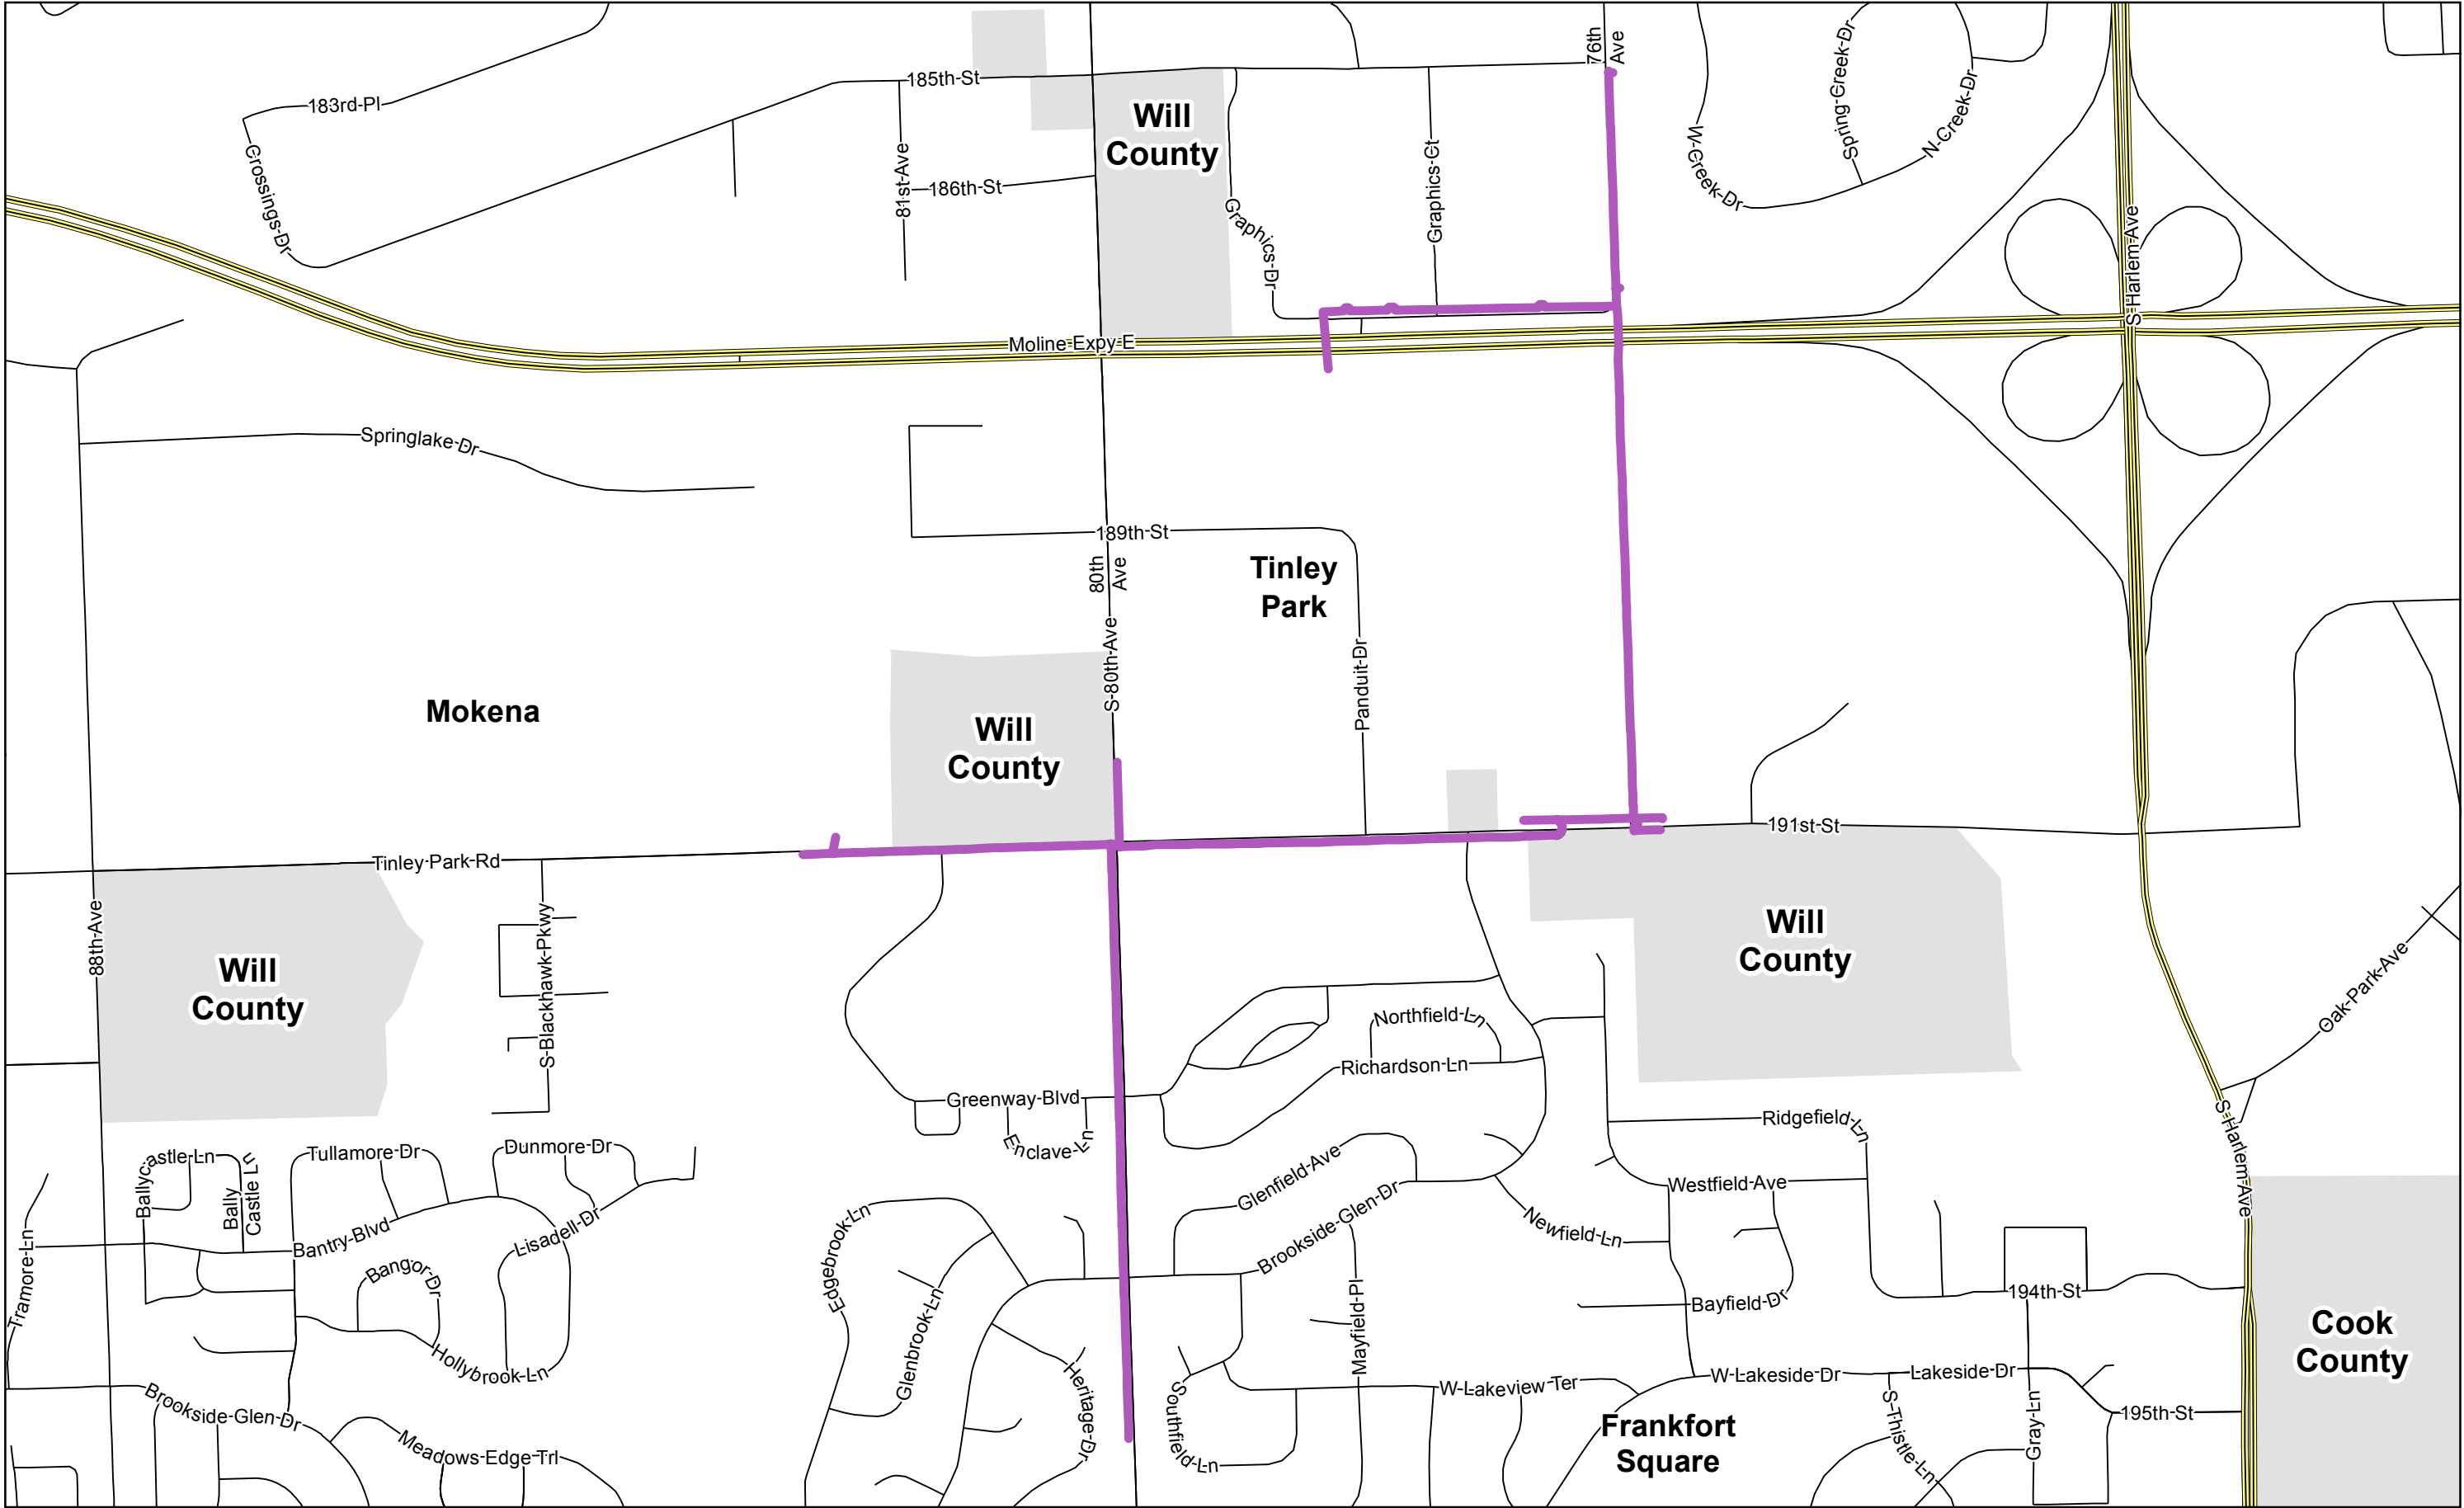 76th
Ave
Spring-Creek-Dr
N-Creek-Dr
W-Creek-Dr
183rd-Pl
185th-St
Will
County
Crossings-Dr
81st-Ave
186th-St
Graphics-Dr
Graphics-Ct
S-Harlem-Ave
Moline Expy E
Springlake-Dr
189th-St
80th
Ave
Tinley
Park
S-80th-Ave
Panduit-Dr
Mokena
Will
County
191st-St
Tinley-Park-Rd
88th-Ave
Will
County
S-Blackhawk-Pkwy
Will
County
Oak-Park-Ave
Northfield-Ln
Richardson-Ln
Greenway-Blvd
Enclave-Ln
Ridgefield-Ln
S-Harlem-Ave
Ballycastle-Ln
Bally
Castle Ln
Tullamore-Dr
Dunmore-Dr
Glenfield-Ave
Westfield-Ave
Tramore-Ln
Bantry-Blvd
Lisadell-Dr
Bangor-Dr
Edgebrook-Ln
Brookside-Glen-Dr
Newfield-Ln
Glenbrook-Ln
Mayfield-Pl
Bayfield-Dr
194th-St
Cook
County
Hollybrook-Ln
Heritage-Dr
Southfield-Ln
W-Lakeview Ter
W-Lakeside-Dr
Lakeside-Dr
Brookside-Glen-Dr
Meadows-Edge-Trl
Frankfort
Square
S-Thistle-Ln
Gray-Ln
195th-St